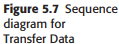 Figure 5.7 Sequence
diagram for
Transfer Data